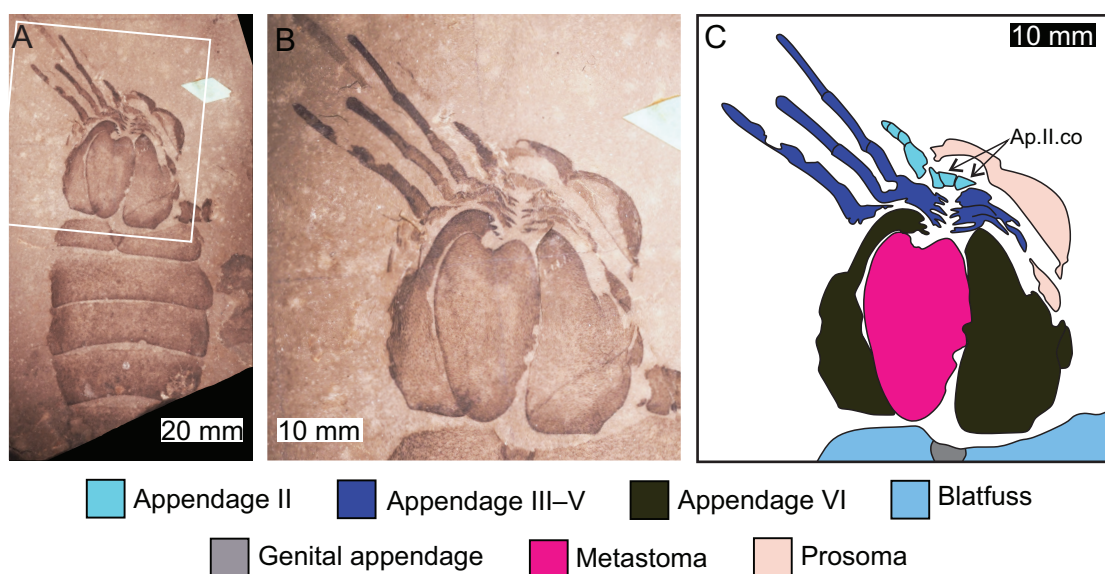 A
B
C
10 mm
Ap.II.co
20 mm
10 mm
Appendage II
Appendage III–V
Appendage VI
Blatfuss
Genital appendage
Metastoma
Prosoma